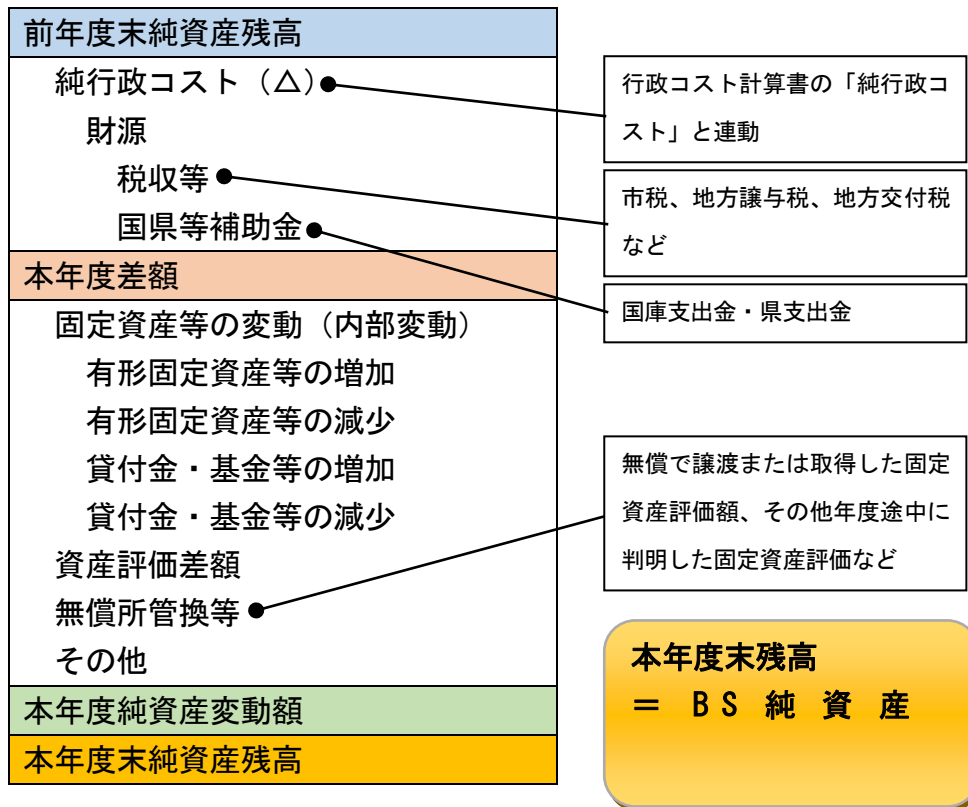 前年度末純資産残高
純行政コスト（△）
財源
税収等
国県等補助金
本年度差額
固定資産等の変動（内部変動）
有形固定資産等の増加
有形固定資産等の減少
貸付金・基金等の増加
貸付金・基金等の減少
資産評価差額
無償所管換等
その他
本年度純資産変動額
本年度末純資産残高
行政コスト計算書の「純行政コ
スト」と連動
市税、地方譲与税、地方交付税
など
国庫支出金・県支出金
無償で譲渡または取得した固定
資産評価額、その他年度途中に
判明した固定資産評価など
本年度末残高
＝ ＢＳ 純 資 産